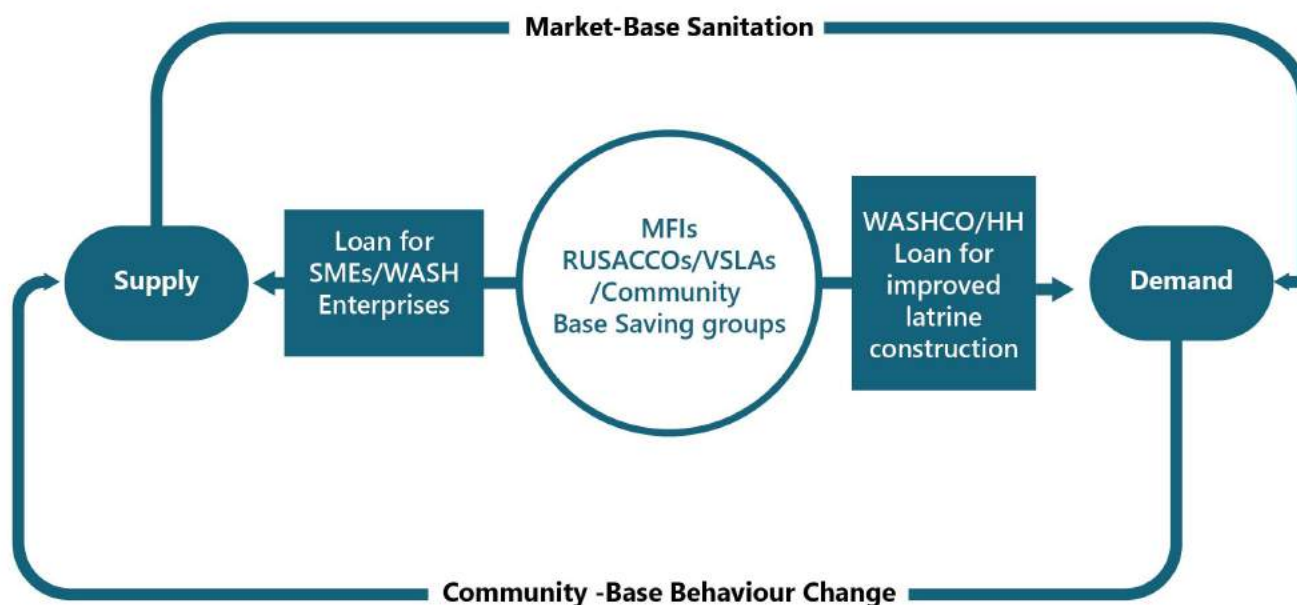 Market-Base Sanitation
Supply
Loan for
SMEs/WASH
Enterprises
MFIs
RUSACCOs/VSLAs
/Community
Base Saving groups
WASHCO/HH
Loan for
improved
latrine
construction
Demand
Community -Base Behaviour Change